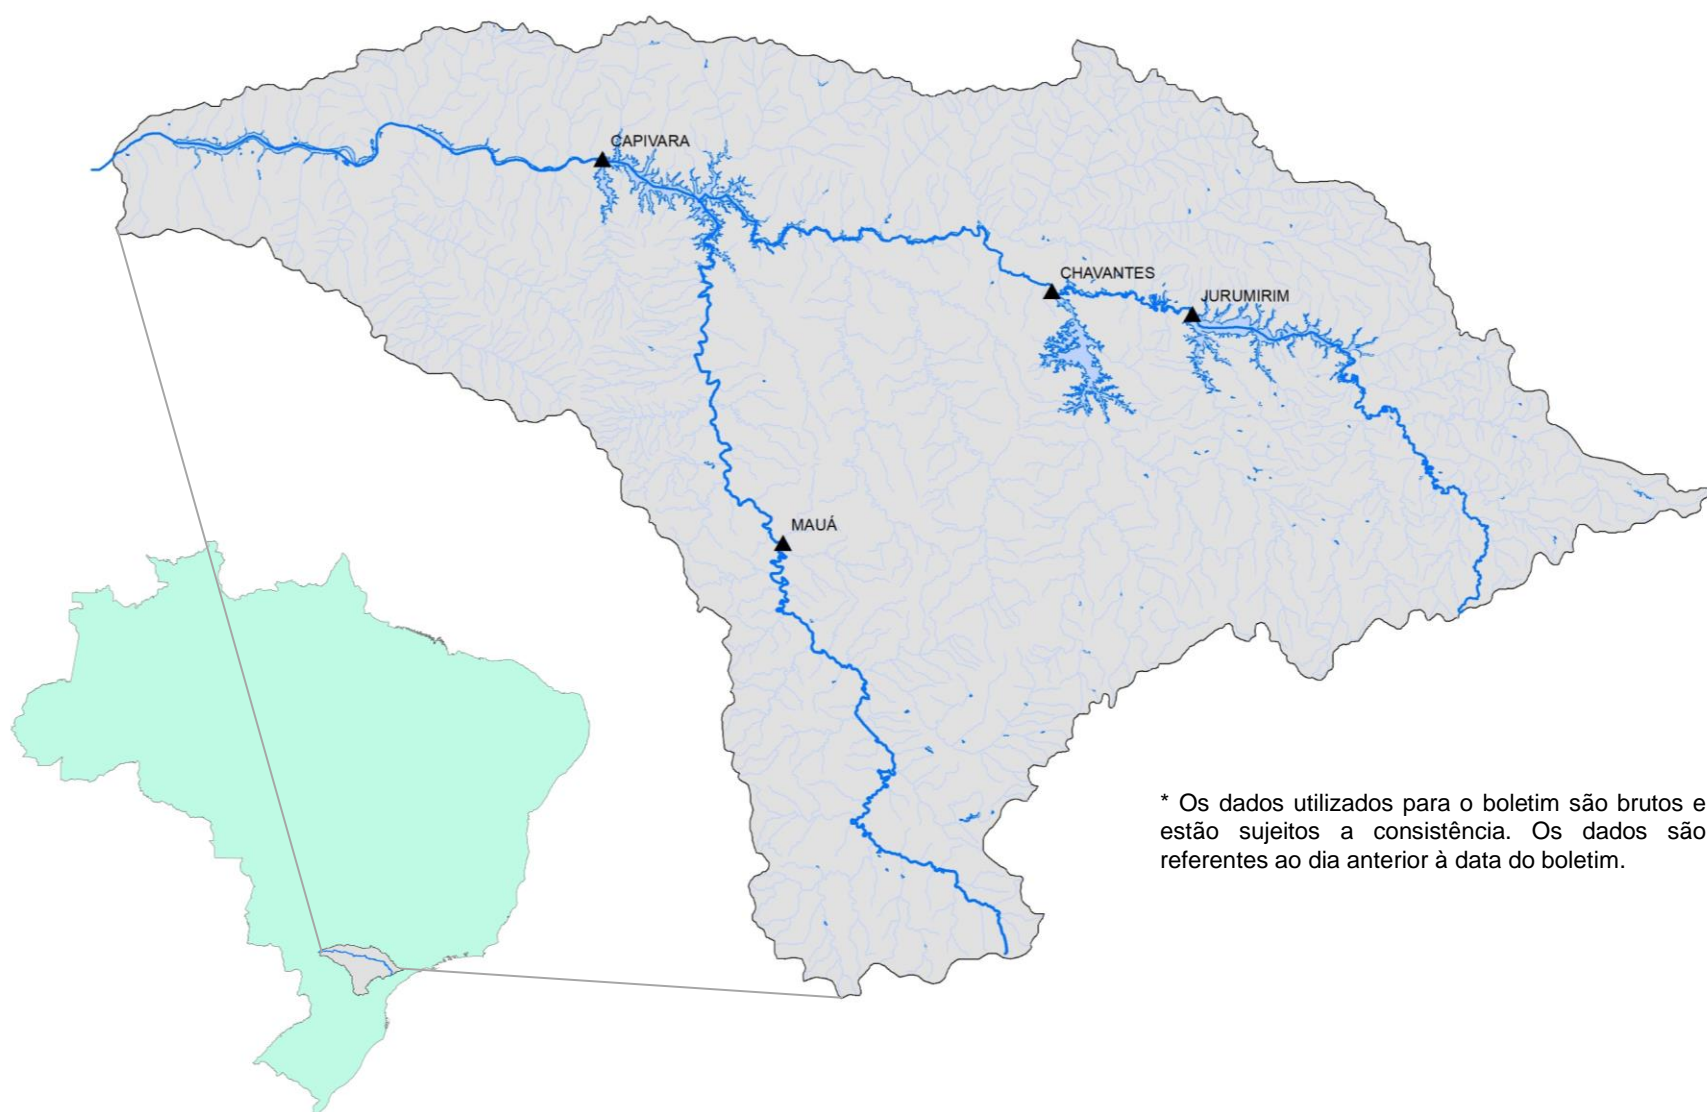 CAPIVARA
CHAVANTES
JURUMIRIM
MAUÁ
* Os dados utilizados para o boletim são brutos e
estão sujeitos a consistência. Os dados são
referentes ao dia anterior à data do boletim.